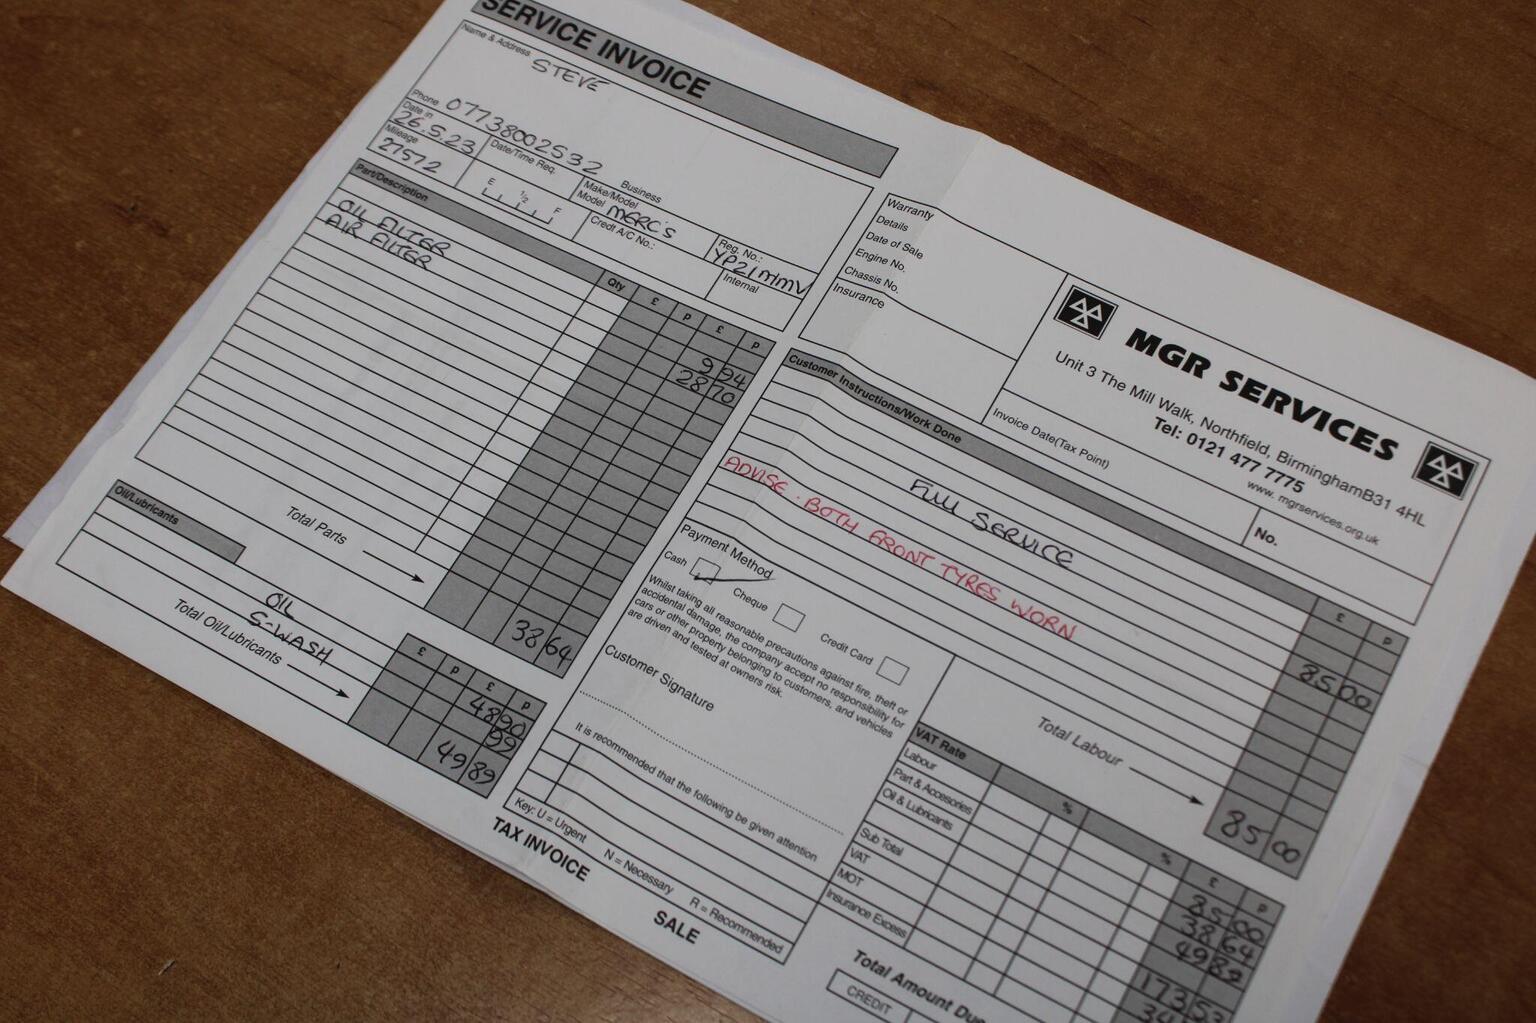 SERVICE INVOICE
Name & Address
STEVE
Phone 07738002532 Business
Date in 26.5.23 Date/Time Req. Make/Model
Model MERC'S Reg. No.: YP21MMV
Mileage 27572 E 1/2 F Credt A/C No.: Internal
Part/Description Qty £ P £ P
OIL FILTER 9 94
AIR FILTER 28 70
Total Parts 38 64
Oil/Lubricants £ P £ P
OIL 48 90
S-WASH 99
Total Oil/Lubricants 49 89
Warranty
Details
Date of Sale
Engine No.
Chassis No.
Insurance
MGR SERVICES
Unit 3 The Mill Walk, Northfield, BirminghamB31 4HL
Tel: 0121 477 7775
www. mgrservices.org.uk
Invoice Date(Tax Point) No.
Customer Instructions/Work Done £ P
FULL SERVICE 85 00
ADVISE. BOTH FRONT TYRES WORN
Total Labour 85 00
Payment Method
Cash Cheque Credit Card
Whilst taking all reasonable precautions against fire, theft or
accidental damage, the company accept no responsibility for
cars or other property belonging to customers, and vehicles
are driven and tested at owners risk.
Customer Signature
It is recommended that the following be given attention
Key: U = Urgent N = Necessary R = Recommended
TAX INVOICE SALE
VAT Rate % % £ P
Labour 85 00
Part & Accesories 38 64
Oil & Lubricants 49 89
Sub Total 173 53
VAT
MOT
Insurance Excess
Total Amount Due
CREDIT